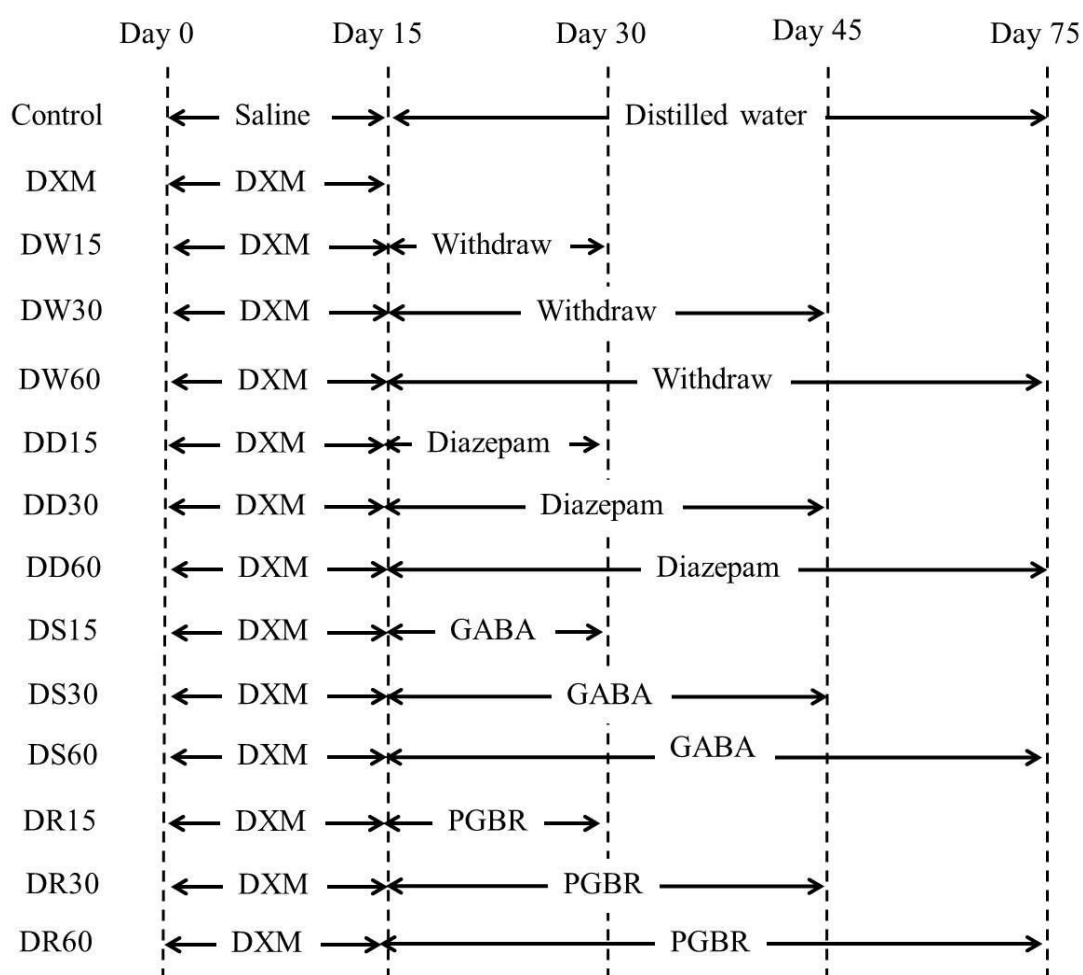 Day 0 Day 15 Day 30 Day 45 Day 75
Control Saline Distilled water
DXM DXM
DW15 DXM Withdraw
DW30 DXM Withdraw
DW60 DXM Withdraw
DD15 DXM Diazepam
DD30 DXM Diazepam
DD60 DXM Diazepam
DS15 DXM GABA
DS30 DXM GABA
DS60 DXM GABA
DR15 DXM PGBR
DR30 DXM PGBR
DR60 DXM PGBR